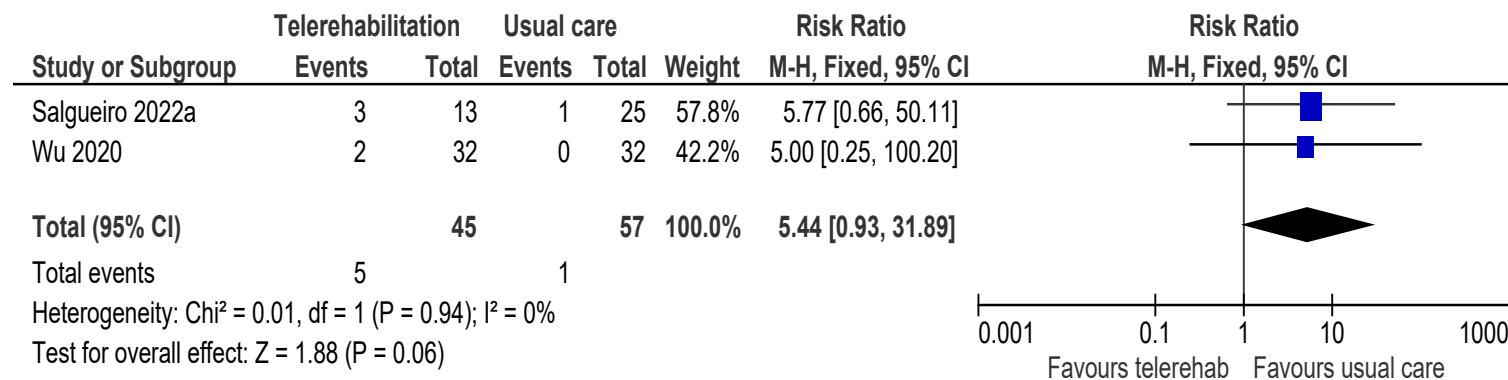 Telerehabilitation Usual care Risk Ratio Risk Ratio
Study or Subgroup Events Total Events Total Weight M-H, Fixed, 95% CI M-H, Fixed, 95% CI
Salgueiro 2022a 3 13 1 25 57.8% 5.77 [0.66, 50.11]
Wu 2020 2 32 0 32 42.2% 5.00 [0.25, 100.20]
Total (95% CI) 45 57 100.0% 5.44 [0.93, 31.89]
Total events 5 1
Heterogeneity: Chi² = 0.01, df = 1 (P = 0.94); I² = 0%
Test for overall effect: Z = 1.88 (P = 0.06)
0.001 0.1 1 10 1000
Favours telerehab Favours usual care